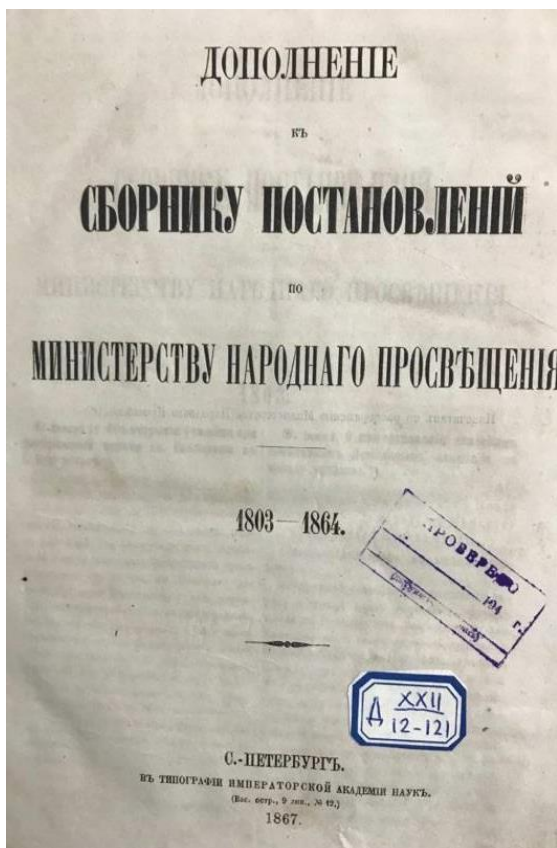 ДОПОЛНЕНІЕ
КЪ
СБОРНИКУ ПОСТАНОВЛЕНІЙ
ПО
МИНИСТЕРСТВУ НАРОДНАГО ПРОСВѢЩЕНІЯ
1803—1864.
ПРОВЕРЕНО
194 г.
Д XXII
12-121
С.-ПЕТЕРБУРГЪ.
ВЪ ТИПОГРАФІИ ИМПЕРАТОРСКОЙ АКАДЕМІИ НАУКЪ.
(Вас. остр., 9 лин., № 12.)
1867.